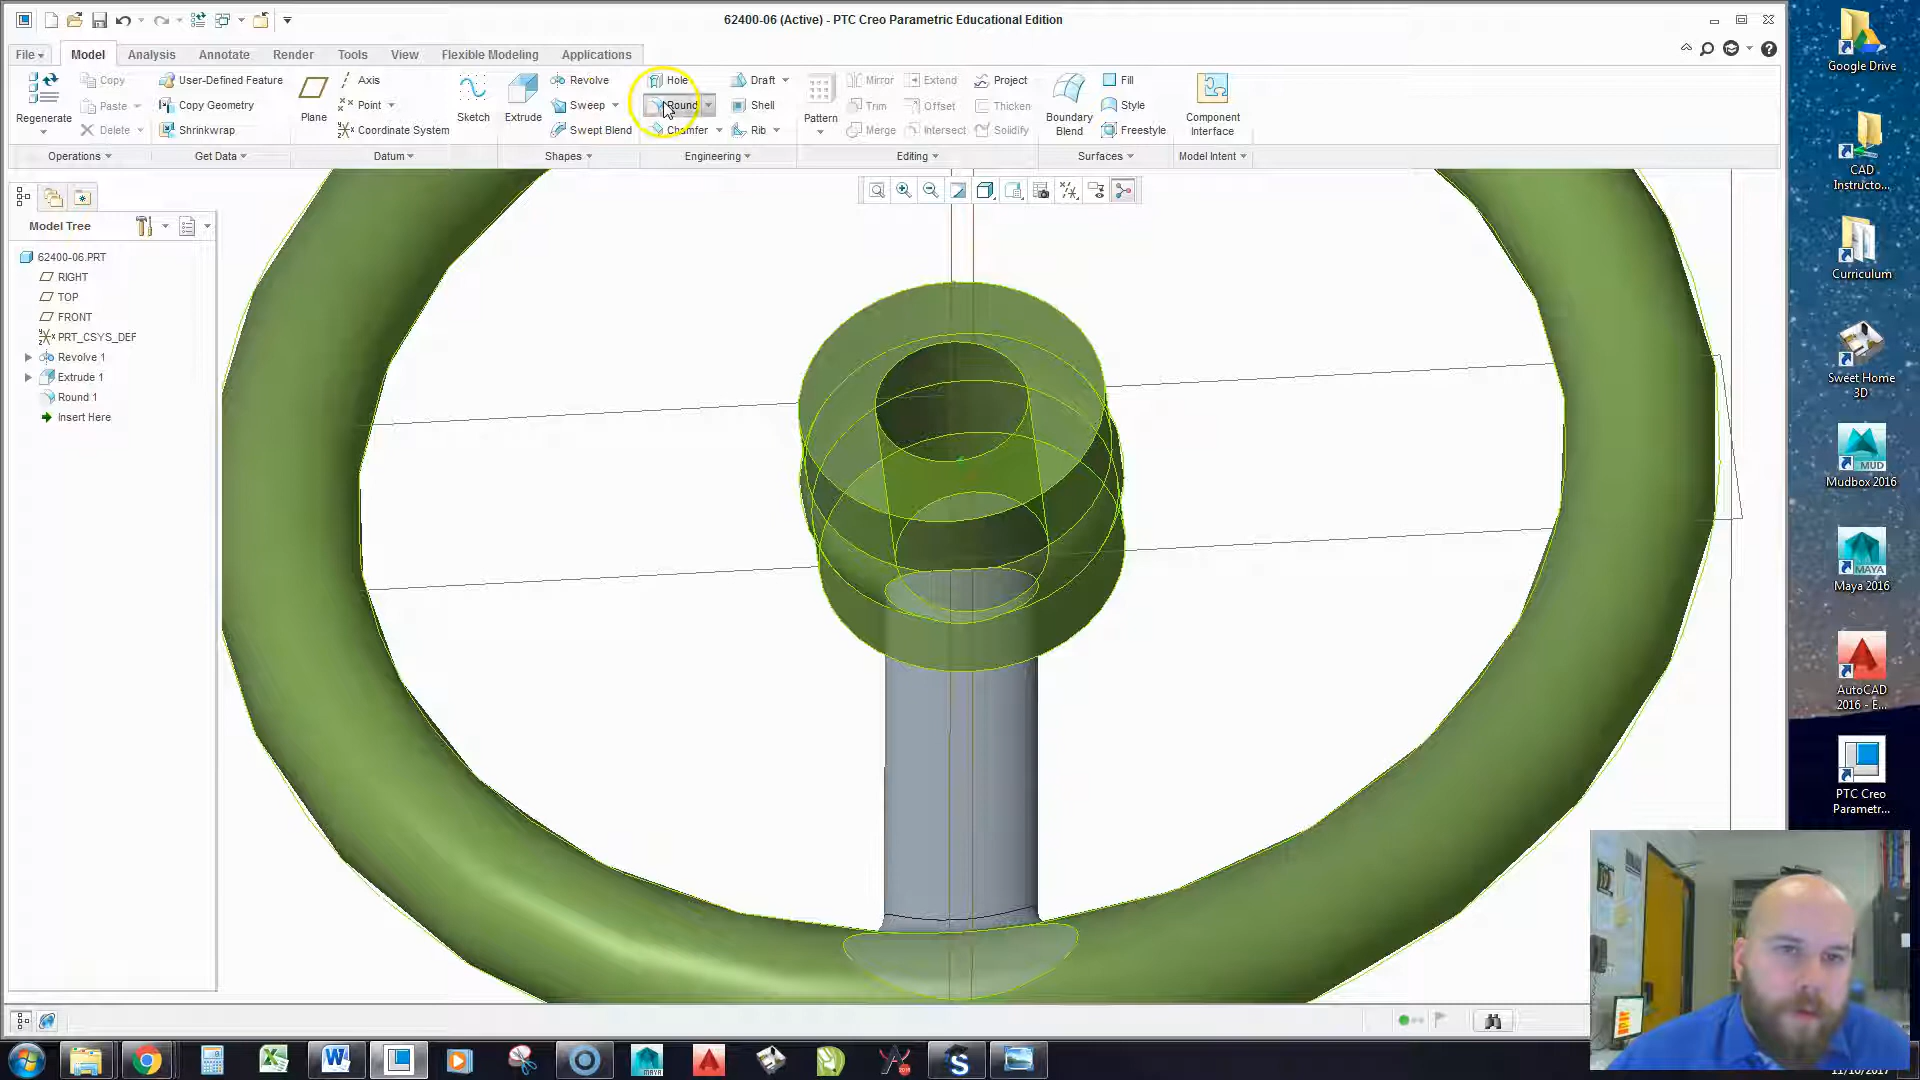 62400-06 (Active) - PTC Creo Parametric Educational Edition
File Model Analysis Annotate Render Tools View Flexible Modeling Applications
Regenerate
Copy
Paste
Delete
Operations
User-Defined Feature
Copy Geometry
Shrinkwrap
Get Data
Plane
Axis
Point
Coordinate System
Datum
Sketch
Extrude
Revolve
Sweep
Swept Blend
Shapes
Hole
Round
Chamfer
Draft
Shell
Rib
Engineering
Pattern
Mirror
Trim
Merge
Extend
Offset
Intersect
Project
Thicken
Solidify
Editing
Boundary
Blend
Fill
Style
Freestyle
Surfaces
Component
Interface
Model Intent
Model Tree
62400-06.PRT
RIGHT
TOP
FRONT
PRT_CSYS_DEF
Revolve 1
Extrude 1
Round 1
Insert Here
Google Drive
CAD
Instructo...
Curriculum
Sweet Home
3D
MUD
Mudbox 2016
MAYA
Maya 2016
AutoCAD
2016 - E...
PTC Creo
Parametr...
MAYA